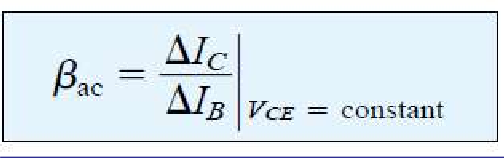 β_ac = ΔI_C / ΔI_B | V_CE = constant